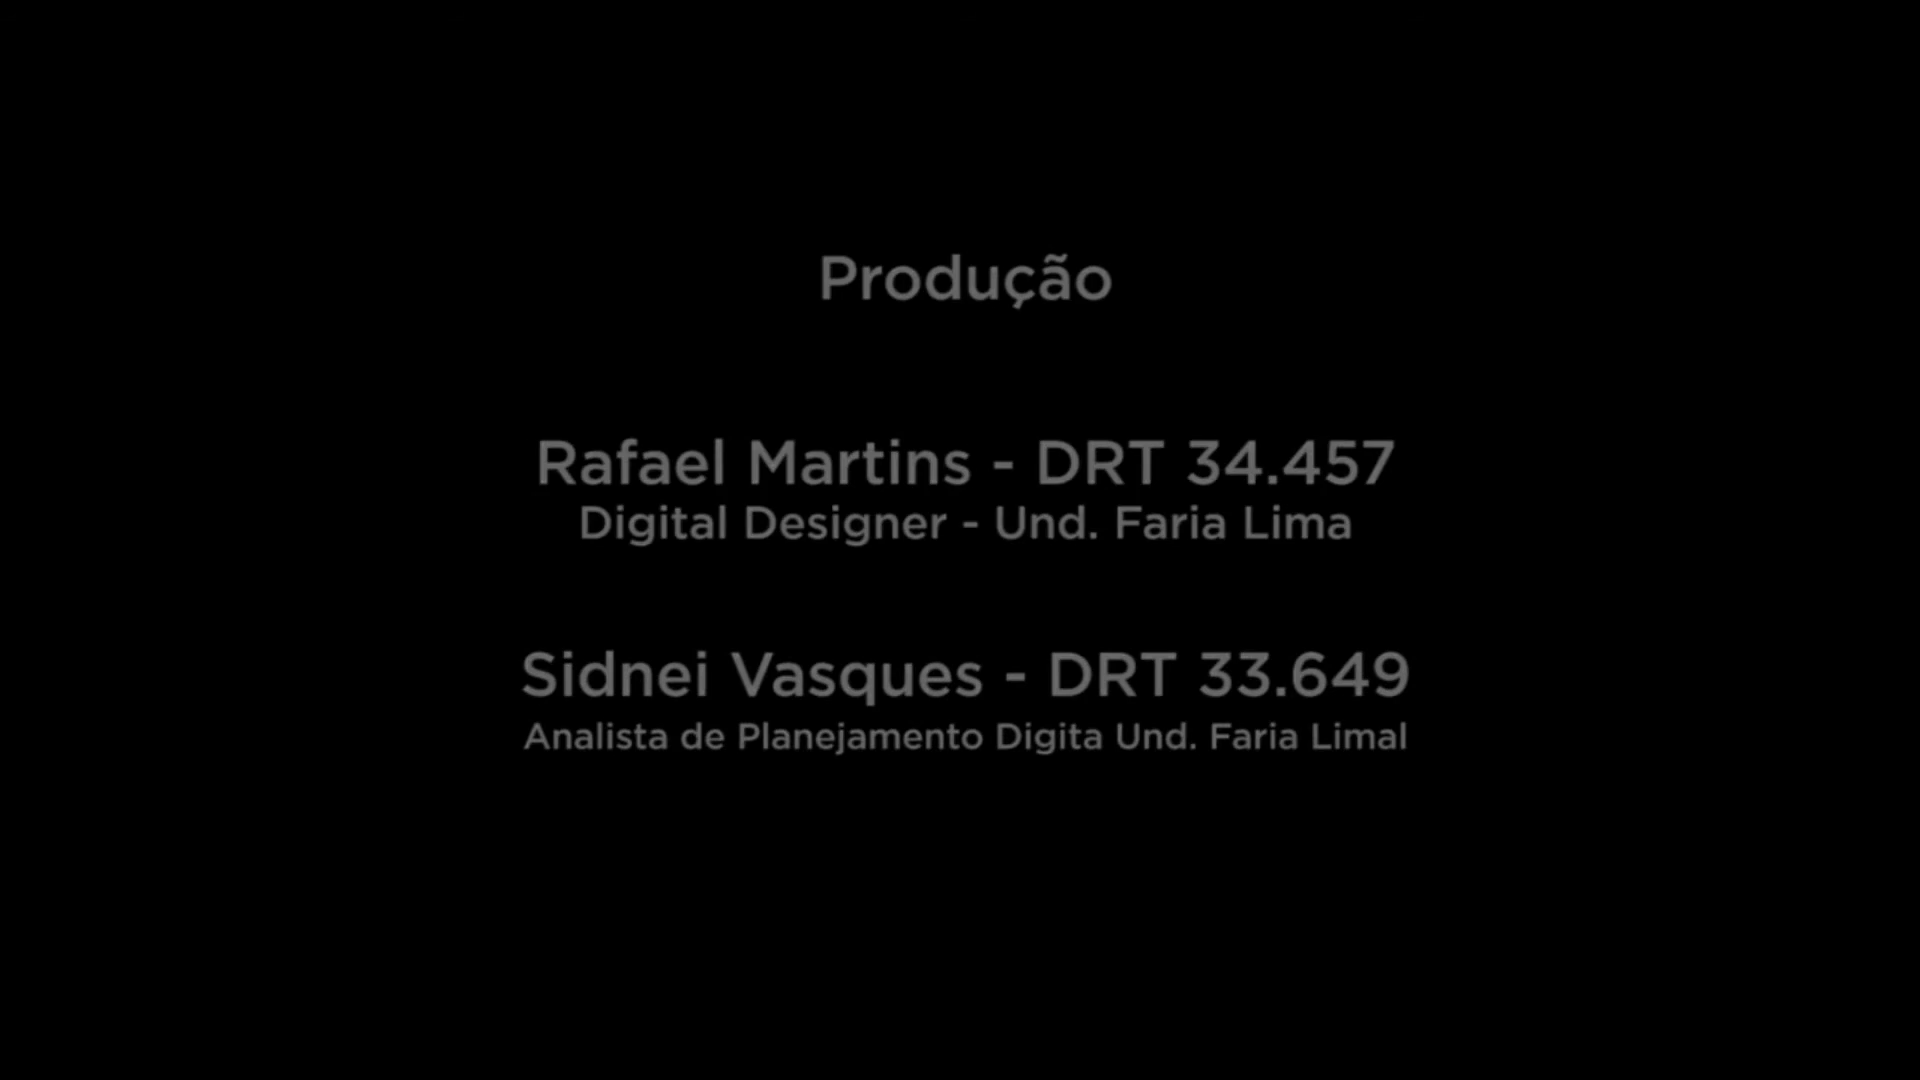 Produção
Rafael Martins - DRT 34.457
Digital Designer - Und. Faria Lima
Sidnei Vasques - DRT 33.649
Analista de Planejamento Digita Und. Faria Limal